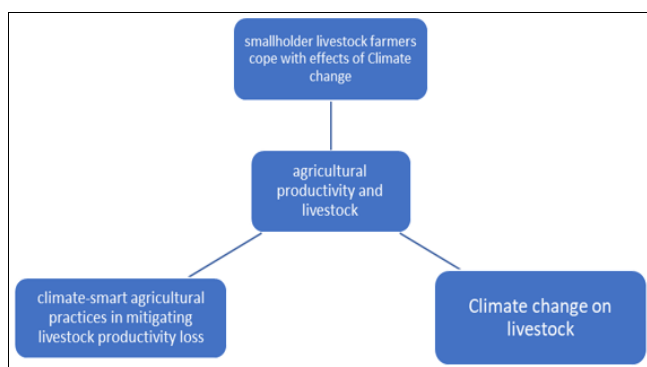 smallholder livestock farmers
cope with effects of Climate
change
agricultural
productivity and
livestock
climate-smart agricultural
practices in mitigating
livestock productivity loss
Climate change on
livestock